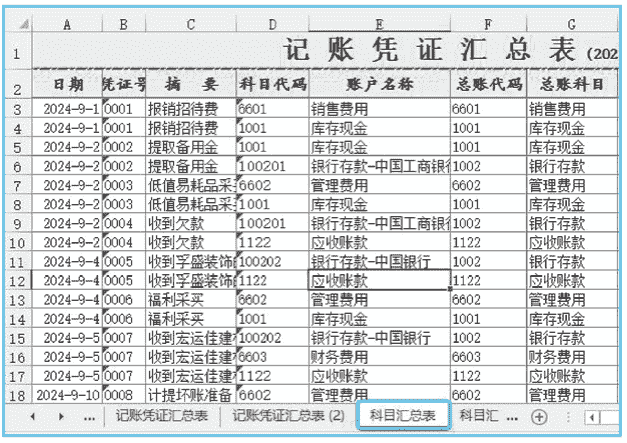 A B C D E F G
1 记 账 凭 证 汇 总 表 (202
2 日 期 凭证号 摘 要 科目代码 账户名称 总账代码 总账科目
3 2024-9-1 0001 报销招待费 6601 销售费用 6601 销售费用
4 2024-9-1 0001 报销招待费 1001 库存现金 1001 库存现金
5 2024-9-2 0002 提取备用金 1001 库存现金 1001 库存现金
6 2024-9-2 0002 提取备用金 100201 银行存款-中国工商银行 1002 银行存款
7 2024-9-2 0003 低值易耗品采 6602 管理费用 6602 管理费用
8 2024-9-2 0003 低值易耗品采 1001 库存现金 1001 库存现金
9 2024-9-2 0004 收到欠款 100201 银行存款-中国工商银行 1002 银行存款
10 2024-9-2 0004 收到欠款 1122 应收账款 1122 应收账款
11 2024-9-4 0005 收到孚盛装饰 100202 银行存款-中国银行 1002 银行存款
12 2024-9-4 0005 收到孚盛装饰 1122 应收账款 1122 应收账款
13 2024-9-4 0006 福利采买 6602 管理费用 6602 管理费用
14 2024-9-4 0006 福利采买 1001 库存现金 1001 库存现金
15 2024-9-5 0007 收到宏运佳建 100202 银行存款-中国银行 1002 银行存款
16 2024-9-5 0007 收到宏运佳建 6603 财务费用 6603 财务费用
17 2024-9-5 0007 收到宏运佳建 1122 应收账款 1122 应收账款
18 2024-9-10 0008 计提坏账准备 6602 管理费用 6602 管理费用
... 记账凭证汇总表 记账凭证汇总表 (2) 科目汇总表 科目汇 ...